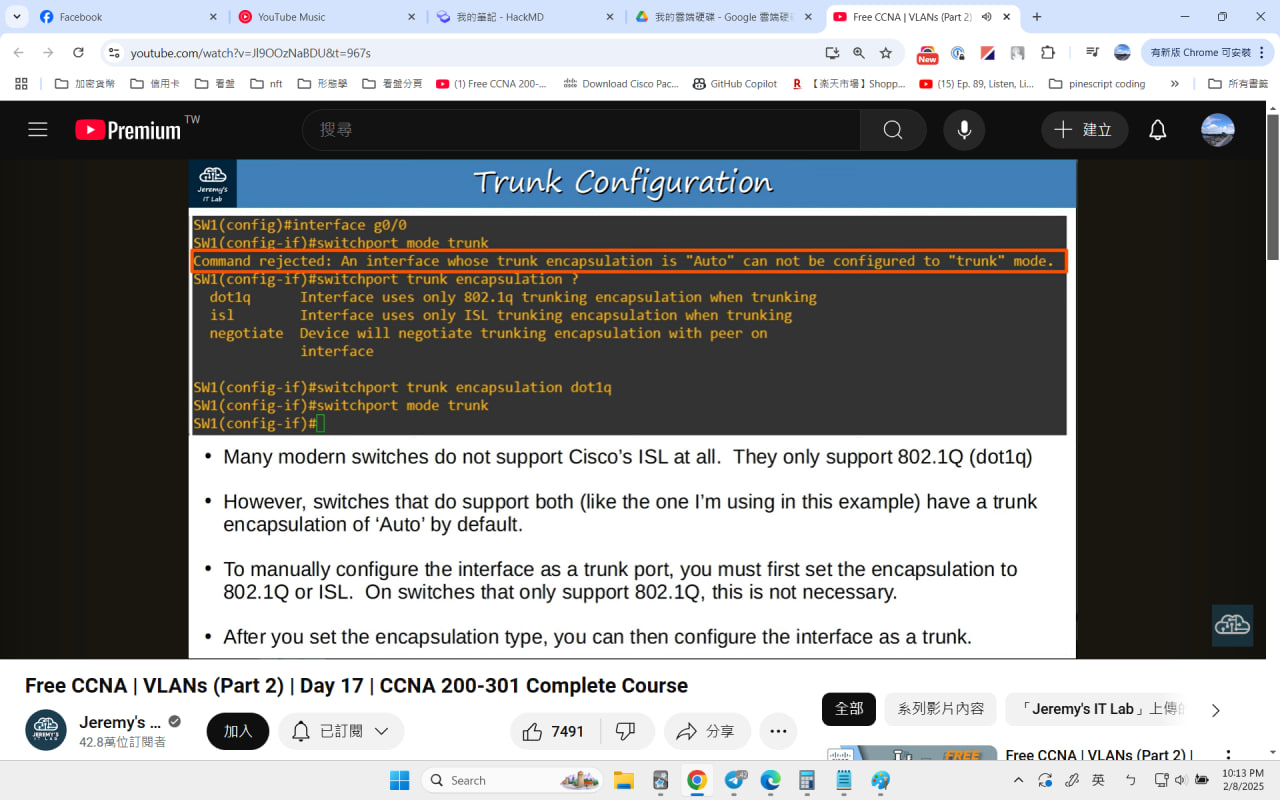 Facebook
YouTube Music
我的筆記 - HackMD
我的雲端硬碟 - Google 雲端硬碟
Free CCNA | VLANs (Part 2)
youtube.com/watch?v=Jl9OOzNaBDU&t=967s
New
有新版 Chrome 可安裝
加密貨幣
信用卡
看盤
nft
形態學
看盤分頁
(1) Free CCNA 200-...
Download Cisco Pac...
GitHub Copilot
【楽天市場】Shopp...
(15) Ep. 89, Listen, Li...
pinescript coding
»
所有書籤
Premium TW
搜尋
建立
Jeremy's
IT Lab
Trunk Configuration
SW1(config)#interface g0/0
SW1(config-if)#switchport mode trunk
Command rejected: An interface whose trunk encapsulation is "Auto" can not be configured to "trunk" mode.
SW1(config-if)#switchport trunk encapsulation ?
dot1q Interface uses only 802.1q trunking encapsulation when trunking
isl Interface uses only ISL trunking encapsulation when trunking
negotiate Device will negotiate trunking encapsulation with peer on
interface
SW1(config-if)#switchport trunk encapsulation dot1q
SW1(config-if)#switchport mode trunk
SW1(config-if)#
• Many modern switches do not support Cisco's ISL at all. They only support 802.1Q (dot1q)
• However, switches that do support both (like the one I'm using in this example) have a trunk
encapsulation of 'Auto' by default.
• To manually configure the interface as a trunk port, you must first set the encapsulation to
802.1Q or ISL. On switches that only support 802.1Q, this is not necessary.
• After you set the encapsulation type, you can then configure the interface as a trunk.
Free CCNA | VLANs (Part 2) | Day 17 | CCNA 200-301 Complete Course
JEREMY'S
IT LAB
Jeremy's ...
42.8萬位訂閱者
加入
已訂閱
7491
分享
全部
系列影片內容
「Jeremy's IT Lab」上傳的
FREE
Free CCNA | VLANs (Part 2) |
Search
英
10:13 PM
2/8/2025